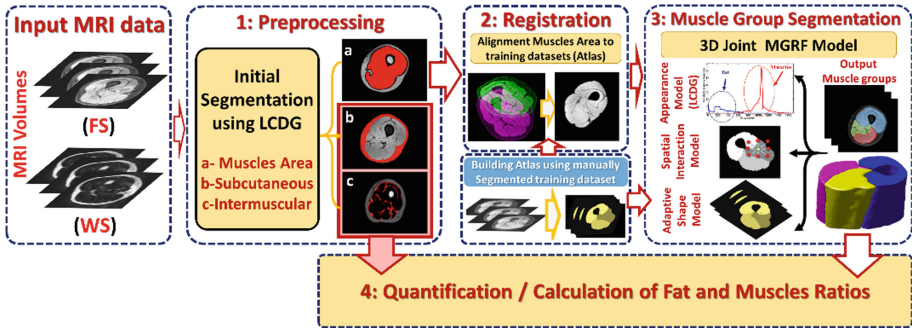 Input MRI data
MRI Volumes
(FS)
(WS)
1: Preprocessing
Initial
Segmentation
using LCDG
a- Muscles Area
b-Subcutaneous
c-Intermuscular
a
b
c
2: Registration
Alignment Muscles Area to
training datasets (Atlas)
Building Atlas using manually
Segmented training dataset
3: Muscle Group Segmentation
3D Joint MGRF Model
Appearance
Model
(LCDG)
Fat
Muscles
Output
Muscle groups
Spatial
Interaction
Model
Adaptive
Shape
Model
4: Quantification / Calculation of Fat and Muscles Ratios